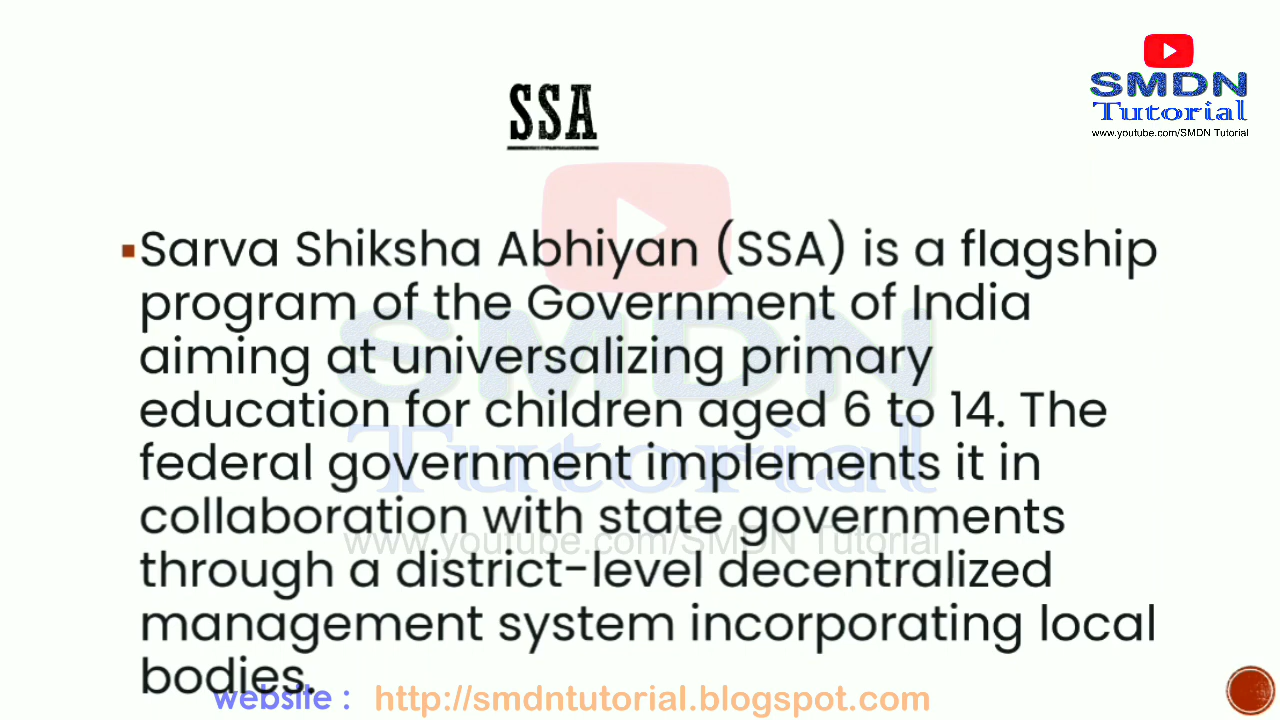 SMDN
Tutorial
www.youtube.com/SMDN Tutorial
SSA
▪Sarva Shiksha Abhiyan (SSA) is a flagship
program of the Government of India
aiming at universalizing primary
education for children aged 6 to 14. The
federal government implements it in
collaboration with state governments
through a district-level decentralized
management system incorporating local
bodies.
SMDN
Tutorial
www.youtube.com/SMDN Tutorial
website : http://smdntutorial.blogspot.com